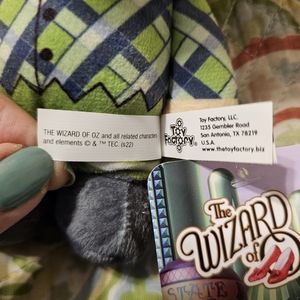 THE WIZARD OF OZ and all related characters
and elements © & ™ TEC. (s22)
Toy
Factory
Toy Factory, LLC.
1235 Gembler Road
San Antonio, TX 78219
U.S.A.
www.thetoyfactory.biz
The
WIZARD
of
STATE